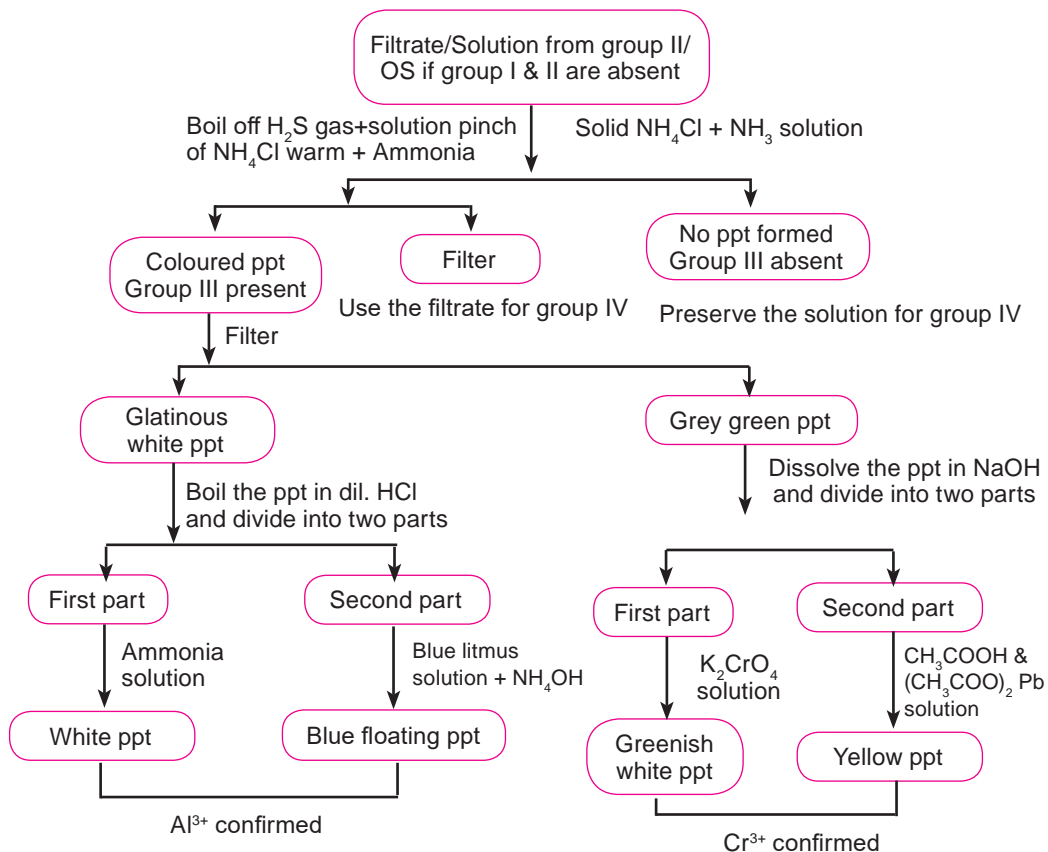 Filtrate/Solution from group II/
OS if group I & II are absent
Boil off H₂S gas+solution pinch
of NH₄Cl warm + Ammonia
Solid NH₄Cl + NH₃ solution
Coloured ppt
Group III present
Filter
No ppt formed
Group III absent
Use the filtrate for group IV
Preserve the solution for group IV
Filter
Glatinous
white ppt
Grey green ppt
Boil the ppt in dil. HCl
and divide into two parts
Dissolve the ppt in NaOH
and divide into two parts
First part
Second part
First part
Second part
Ammonia
solution
Blue litmus
solution + NH₄OH
K₂CrO₄
solution
CH₃COOH &
(CH₃COO)₂ Pb
solution
White ppt
Blue floating ppt
Greenish
white ppt
Yellow ppt
Al³⁺ confirmed
Cr³⁺ confirmed